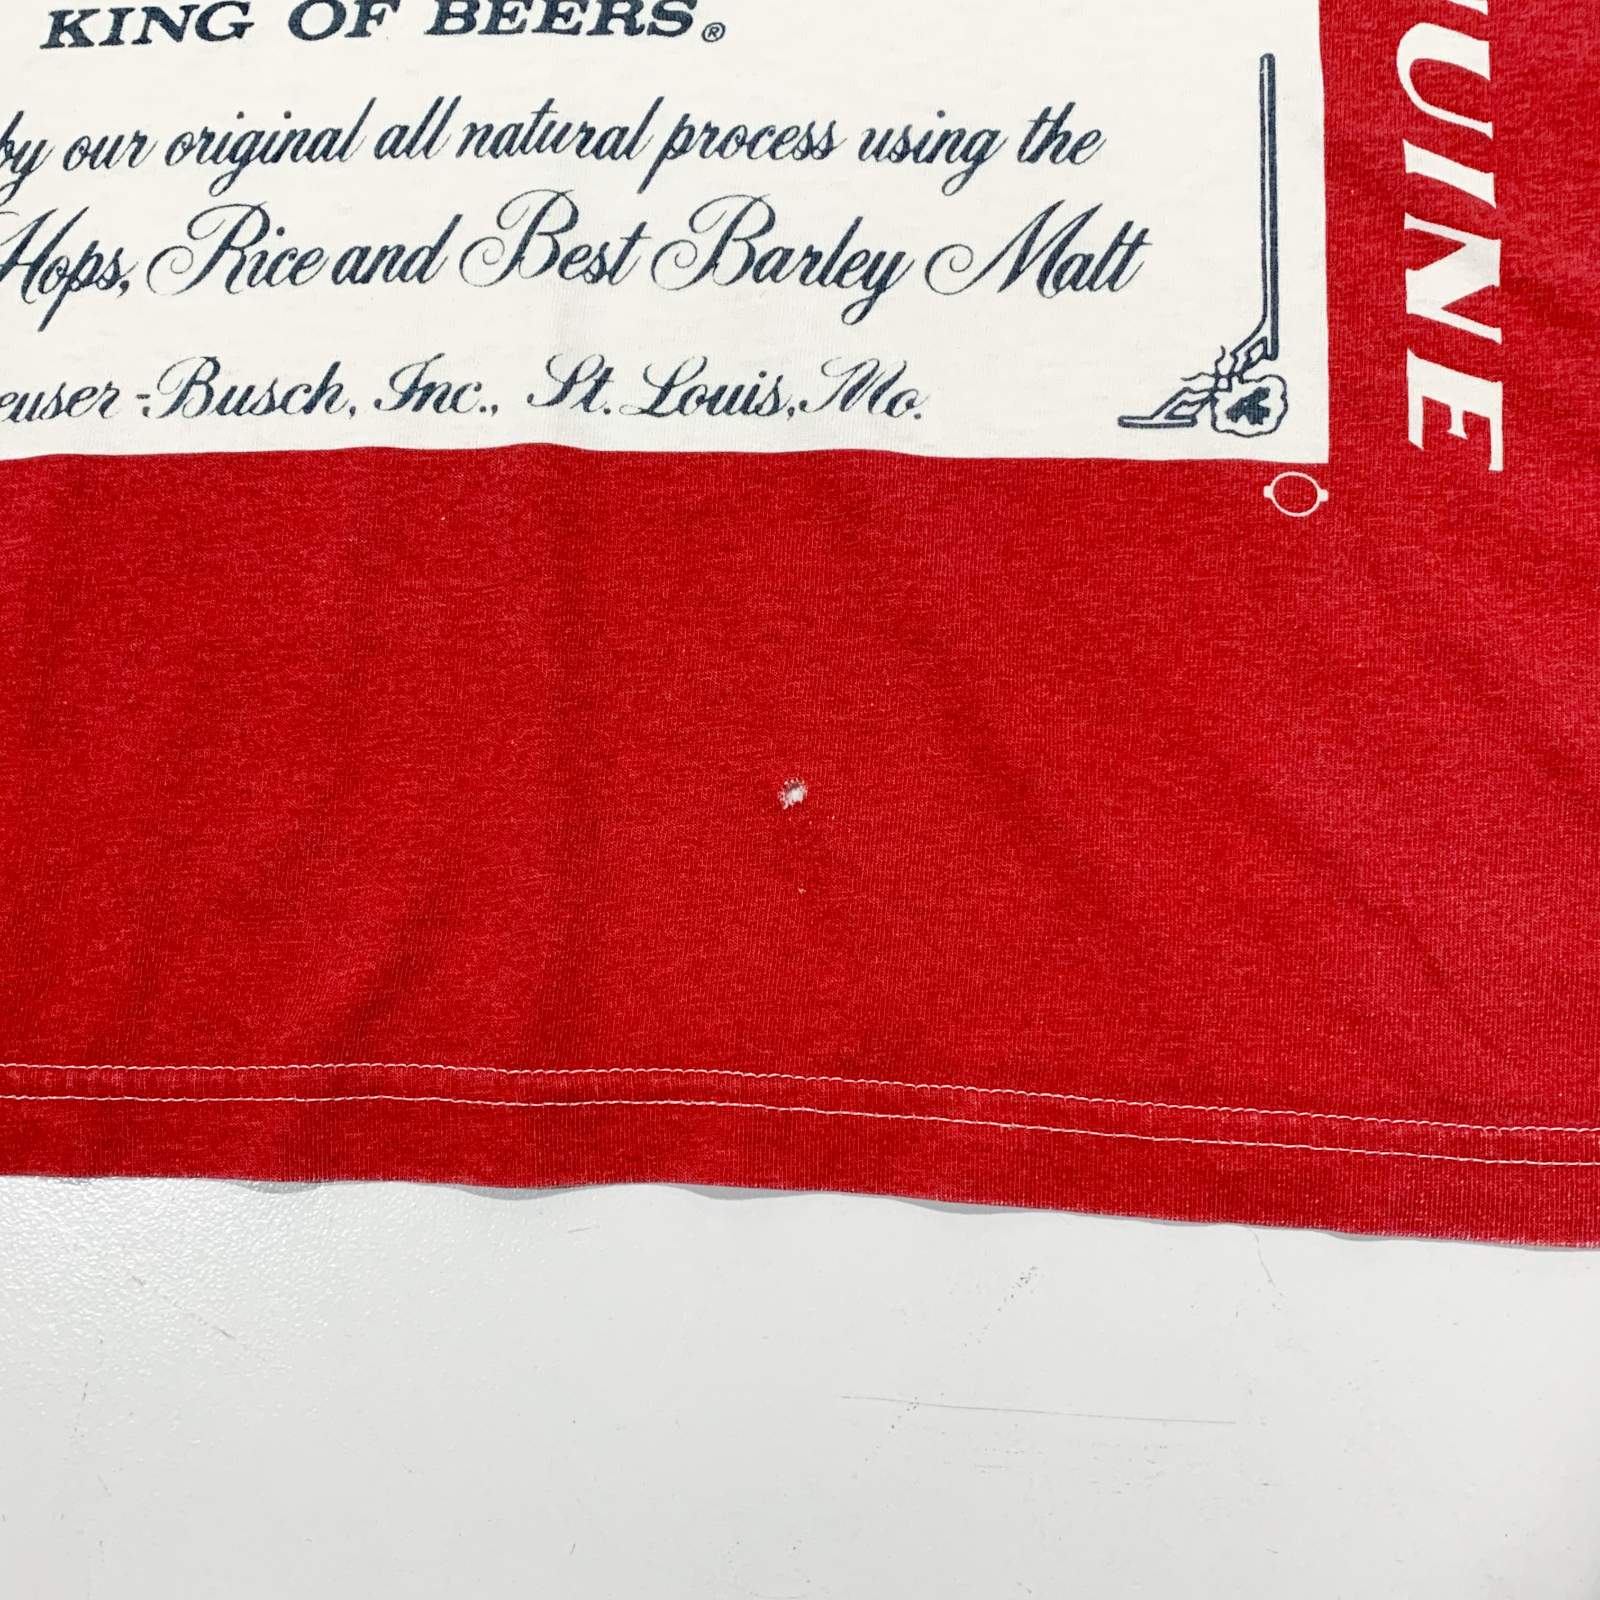 KING OF BEERS®
by our original all natural process using the
Hops, Rice and Best Barley Malt
euser-Busch, Inc., St. Louis, Mo.
UINE